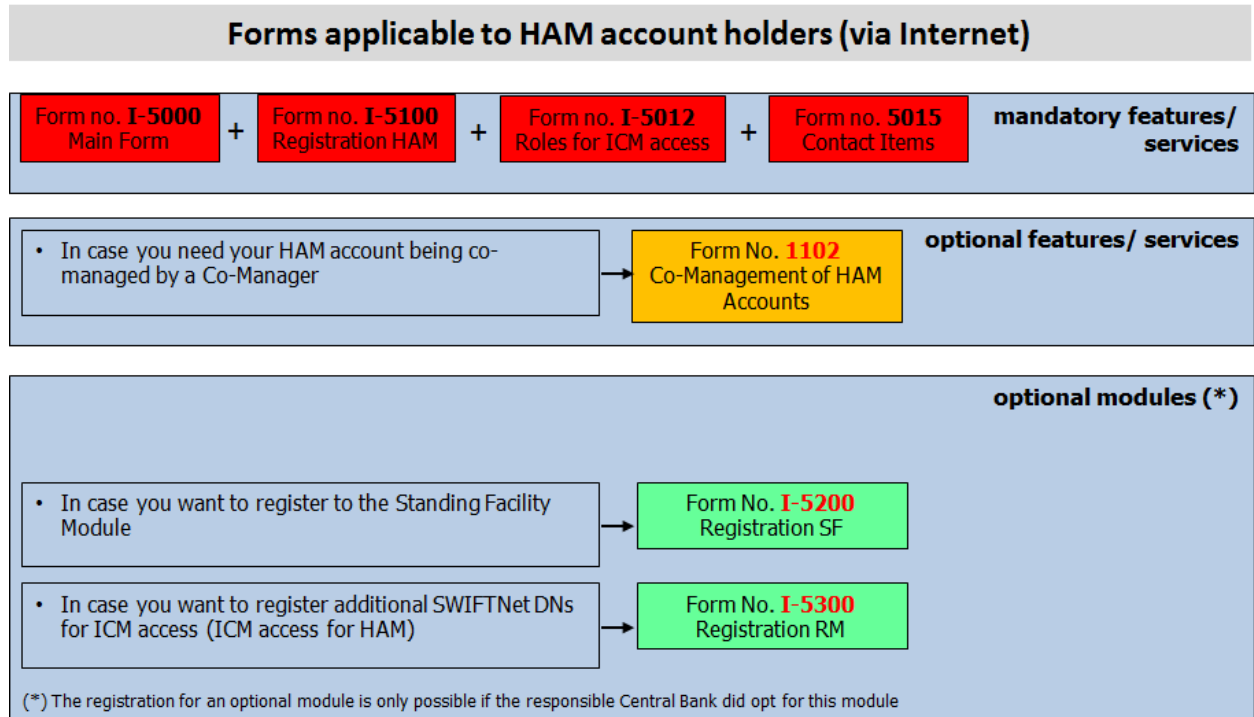 Forms applicable to HAM account holders (via Internet)
Form no. I-5000
Main Form
+
Form no. I-5100
Registration HAM
+
Form no. I-5012
Roles for ICM access
+
Form no. 5015
Contact Items
mandatory features/
services
• In case you need your HAM account being co-
managed by a Co-Manager
Form No. 1102
Co-Management of HAM
Accounts
optional features/ services
optional modules (*)
• In case you want to register to the Standing Facility
Module
Form No. I-5200
Registration SF
• In case you want to register additional SWIFTNet DNs
for ICM access (ICM access for HAM)
Form No. I-5300
Registration RM
(*) The registration for an optional module is only possible if the responsible Central Bank did opt for this module